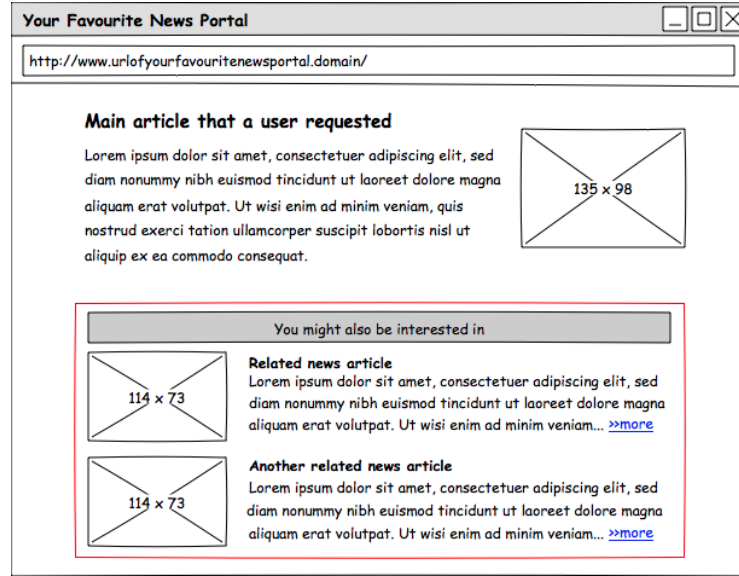 Your Favourite News Portal
http://www.urlofyourfavouritenewsportal.domain/
Main article that a user requested
Lorem ipsum dolor sit amet, consectetuer adipiscing elit, sed
diam nonummy nibh euismod tincidunt ut laoreet dolore magna
aliquam erat volutpat. Ut wisi enim ad minim veniam, quis
nostrud exerci tation ullamcorper suscipit lobortis nisl ut
aliquip ex ea commodo consequat.
135 x 98
You might also be interested in
114 x 73
Related news article
Lorem ipsum dolor sit amet, consectetuer adipiscing elit, sed
diam nonummy nibh euismod tincidunt ut laoreet dolore magna
aliquam erat volutpat. Ut wisi enim ad minim veniam... >>more
114 x 73
Another related news article
Lorem ipsum dolor sit amet, consectetuer adipiscing elit, sed
diam nonummy nibh euismod tincidunt ut laoreet dolore magna
aliquam erat volutpat. Ut wisi enim ad minim veniam... >>more